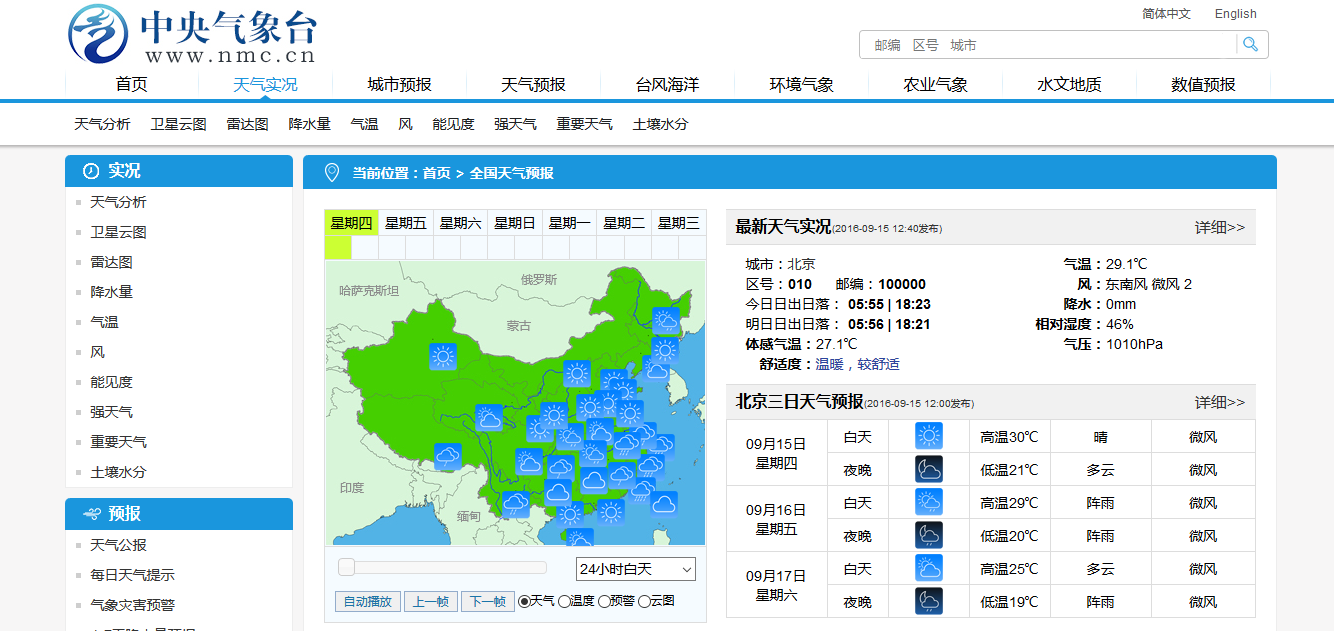 简体中文 English
中央气象台
www.nmc.cn
邮编 区号 城市
首页 天气实况 城市预报 天气预报 台风海洋 环境气象 农业气象 水文地质 数值预报
天气分析 卫星云图 雷达图 降水量 气温 风 能见度 强天气 重要天气 土壤水分
实况
天气分析
卫星云图
雷达图
降水量
气温
风
能见度
强天气
重要天气
土壤水分
预报
天气公报
每日天气提示
气象灾害预警
当前位置：首页 > 全国天气预报
星期四 星期五 星期六 星期日 星期一 星期二 星期三
俄罗斯
哈萨克斯坦
蒙古
印度
缅甸
24小时白天
自动播放 上一帧 下一帧 天气 温度 预警 云图
最新天气实况(2016-09-15 12:40发布) 详细>>
城市：北京 气温：29.1℃
区号：010 邮编：100000 风：东南风 微风 2
今日日出日落： 05:55 | 18:23 降水：0mm
明日日出日落： 05:56 | 18:21 相对湿度：46%
体感气温：27.1℃ 气压：1010hPa
舒适度：温暖，较舒适
北京三日天气预报(2016-09-15 12:00发布) 详细>>
09月15日 星期四 白天 高温30℃ 晴 微风
夜晚 低温21℃ 多云 微风
09月16日 星期五 白天 高温29℃ 阵雨 微风
夜晚 低温20℃ 阵雨 微风
09月17日 星期六 白天 高温25℃ 多云 微风
夜晚 低温19℃ 阵雨 微风